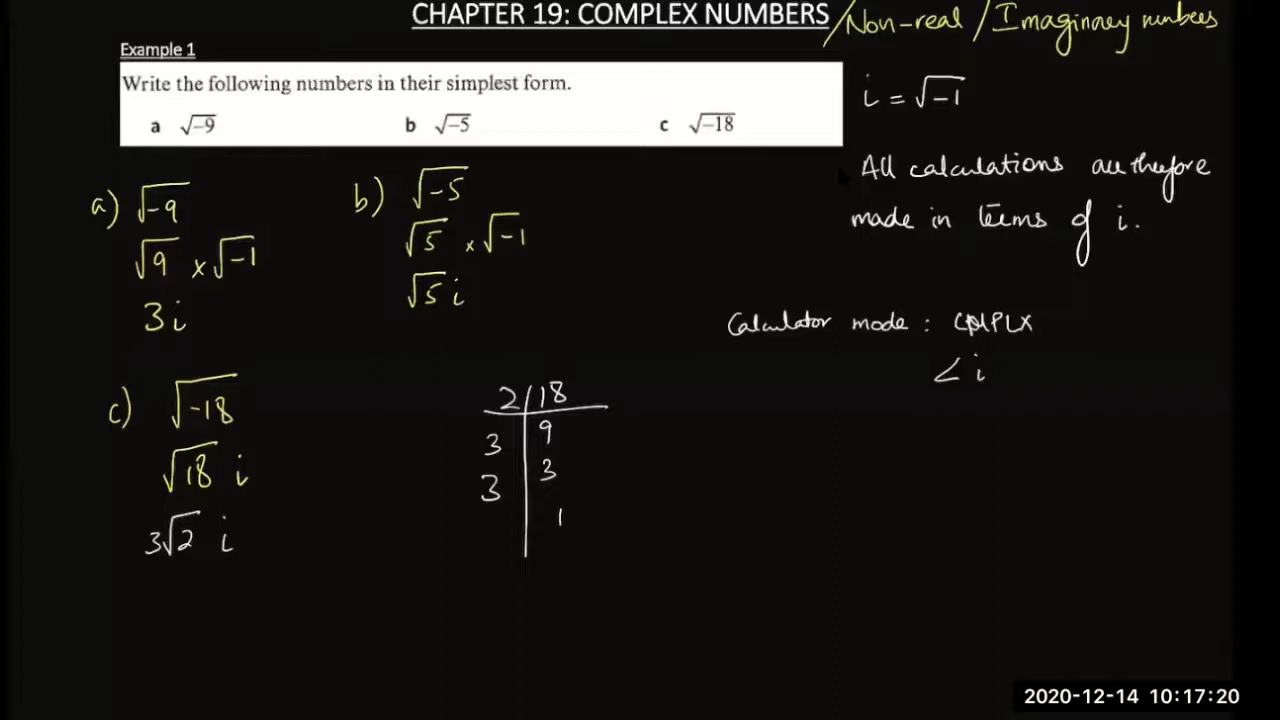 CHAPTER 19: COMPLEX NUMBERS /Non-real / Imaginary numbers
Example 1
Write the following numbers in their simplest form.
a √-9 b √-5 c √-18
i = √-1
All calculations are therefore
made in terms of i.
a) √-9
√9 × √-1
3i
b) √-5
√5 × √-1
√5 i
Calculator mode : CMPLX
∠ i
c) √-18
√18 i
3√2 i
2 / 18
3 9
3 3
1
2020-12-14 10:17:20